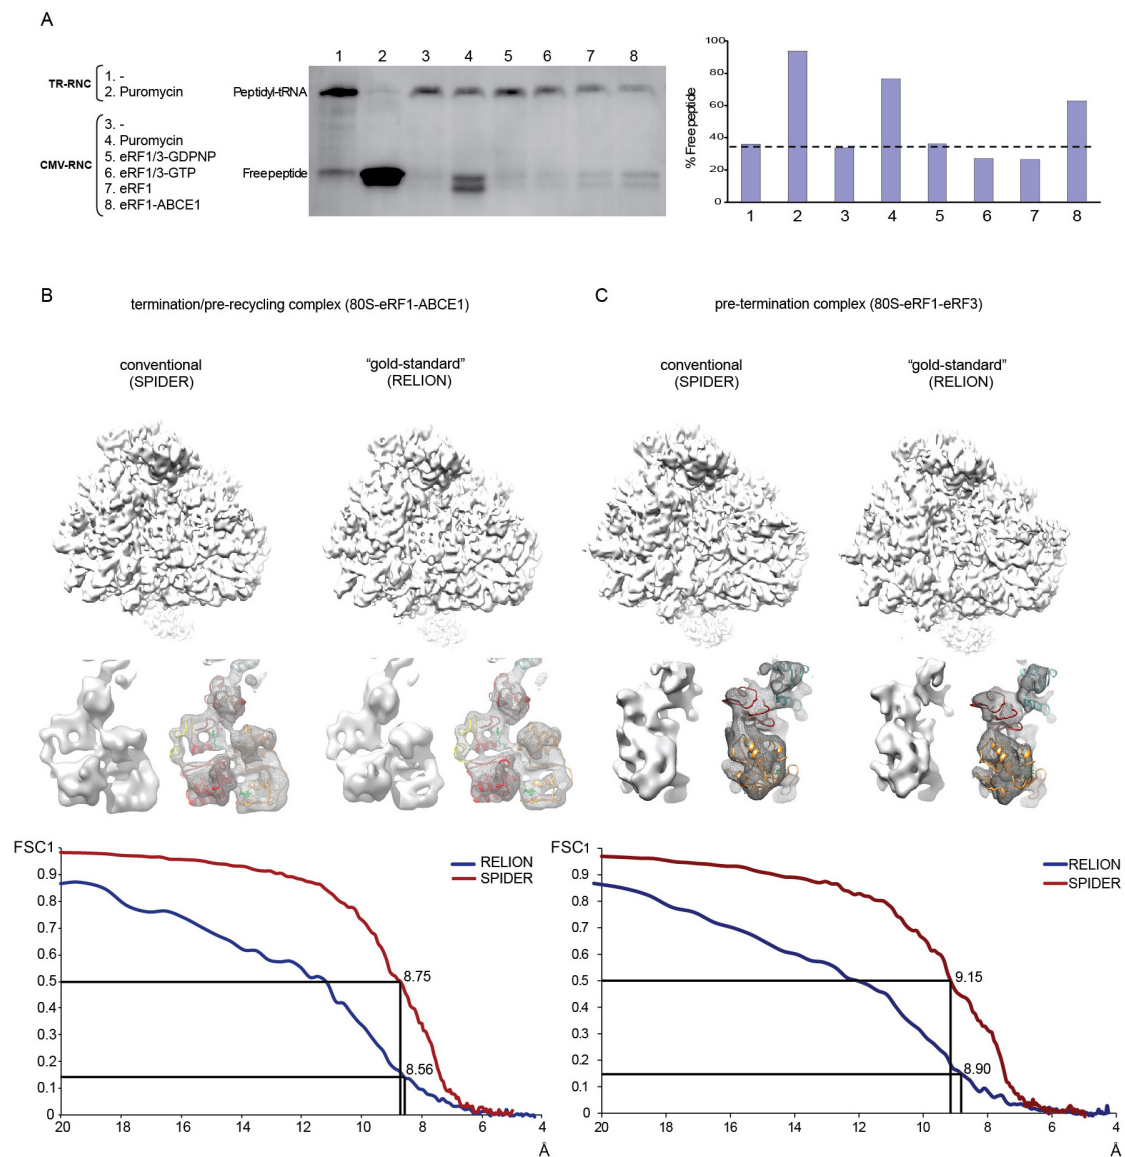 A
TR-RNC
1. -
2. Puromycin
CMV-RNC
3. -
4. Puromycin
5. eRF1/3-GDPNP
6. eRF1/3-GTP
7. eRF1
8. eRF1-ABCE1
1 2 3 4 5 6 7 8
Peptidyl-tRNA
Free peptide
% Free peptide
100
80
60
40
20
0
1 2 3 4 5 6 7 8
B
termination/pre-recycling complex (80S-eRF1-ABCE1)
conventional
(SPIDER)
“gold-standard”
(RELION)
C
pre-termination complex (80S-eRF1-eRF3)
conventional
(SPIDER)
“gold-standard”
(RELION)
FSC1
0.9
0.8
0.7
0.6
0.5
0.4
0.3
0.2
0.1
0
RELION
SPIDER
8.75
8.56
20 18 16 14 12 10 8 6 4
Å
FSC1
0.9
0.8
0.7
0.6
0.5
0.4
0.3
0.2
0.1
0
RELION
SPIDER
9.15
8.90
20 18 16 14 12 10 8 6 4
Å